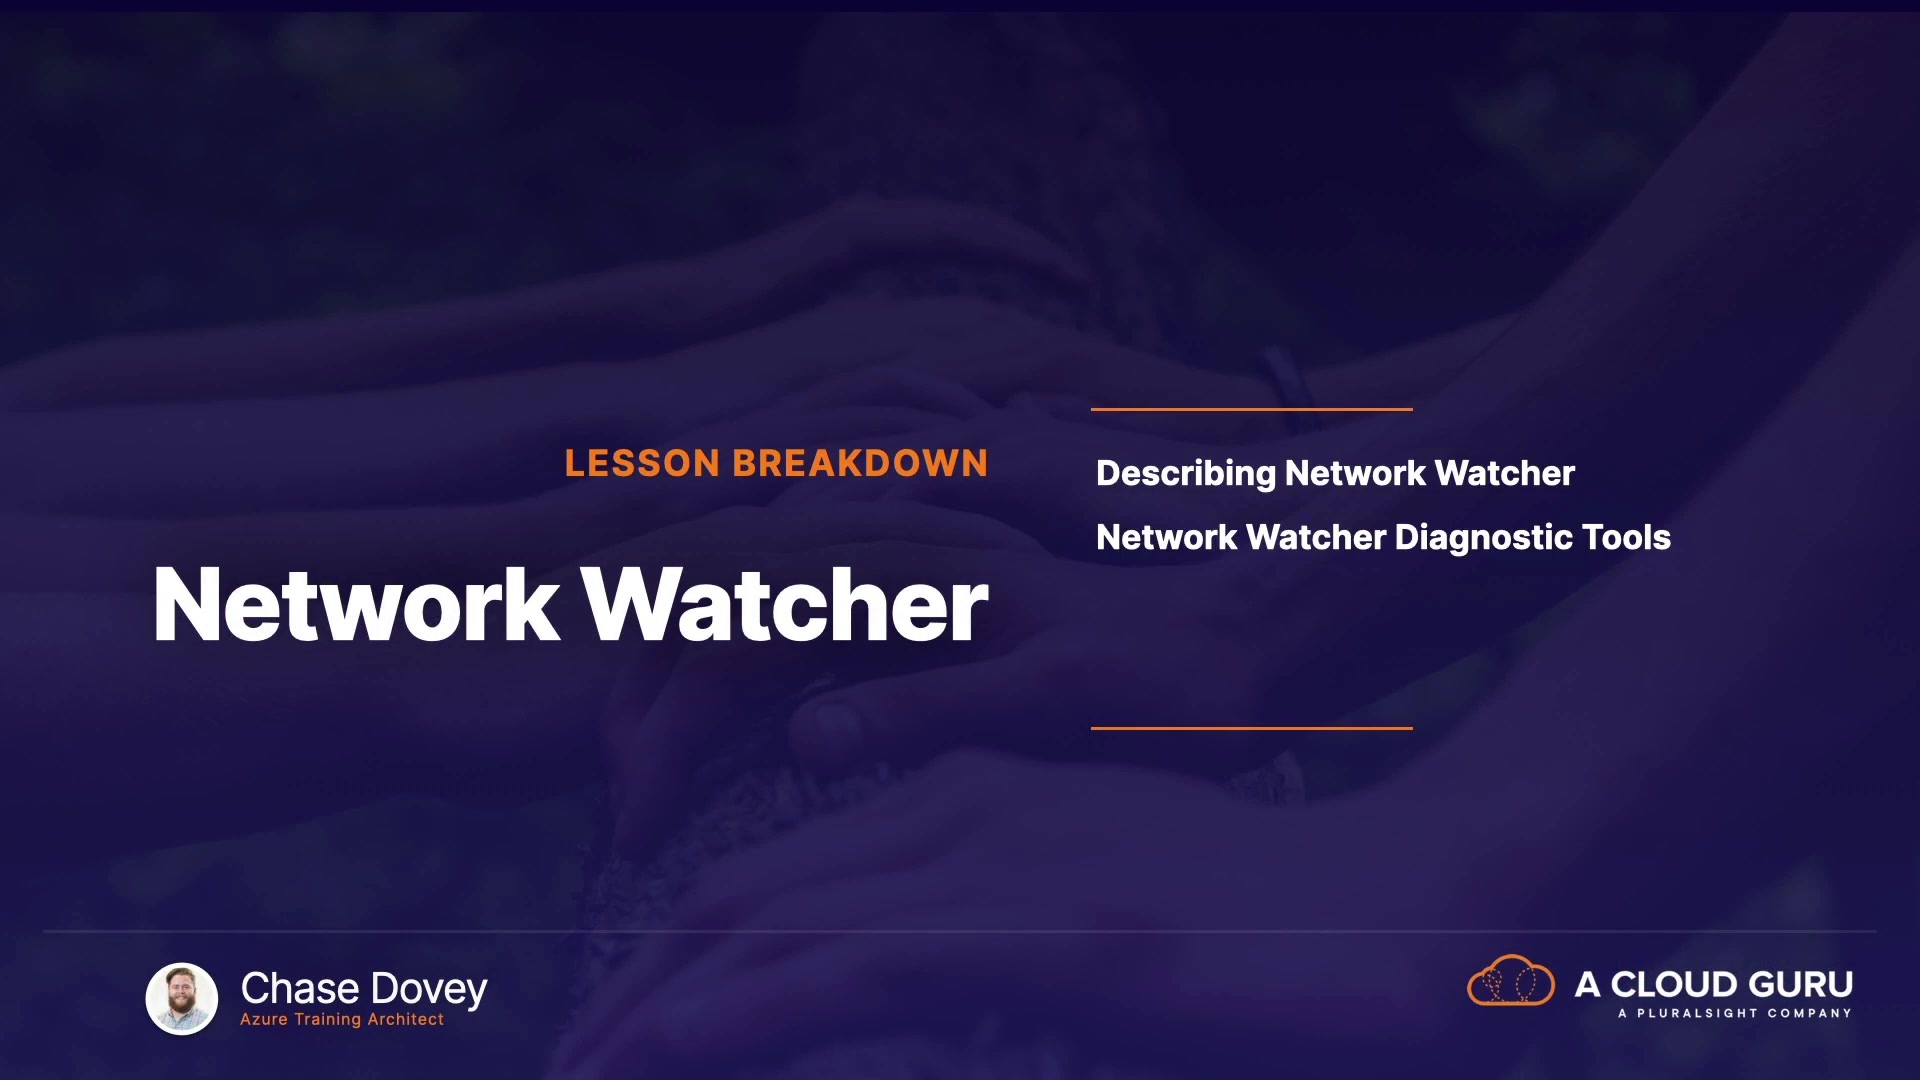 LESSON BREAKDOWN
Network Watcher
Describing Network Watcher
Network Watcher Diagnostic Tools
Chase Dovey
Azure Training Architect
A CLOUD GURU
A PLURALSIGHT COMPANY